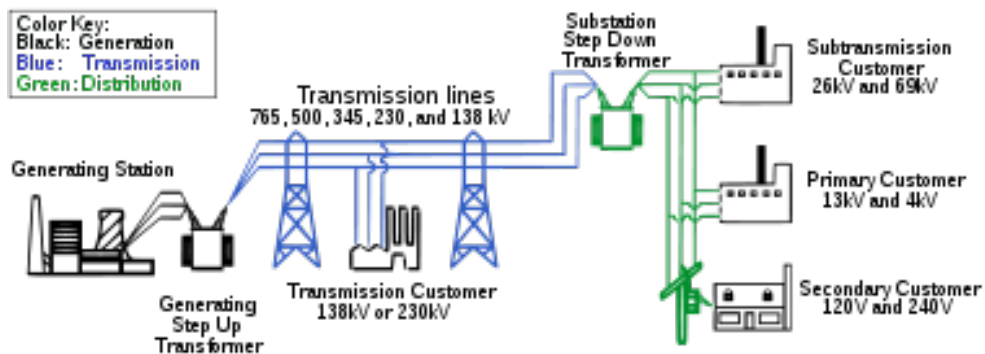 Color Key:
Black: Generation
Blue: Transmission
Green: Distribution
Substation
Step Down
Transformer
Subtransmission
Customer
26kV and 69kV
Transmission lines
765, 500, 345, 230, and 138 kV
Generating Station
Primary Customer
13kV and 4kV
Transmission Customer
138kV or 230kV
Generating
Step Up
Transformer
Secondary Customer
120V and 240V